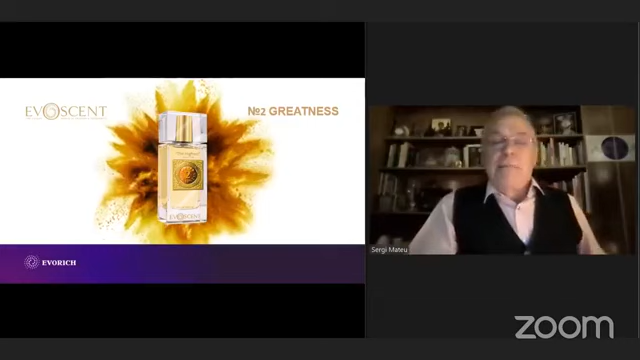 EVOSCENT
№2 GREATNESS
EVOSCENT
EVORICH
Sergi Mateu
zoom